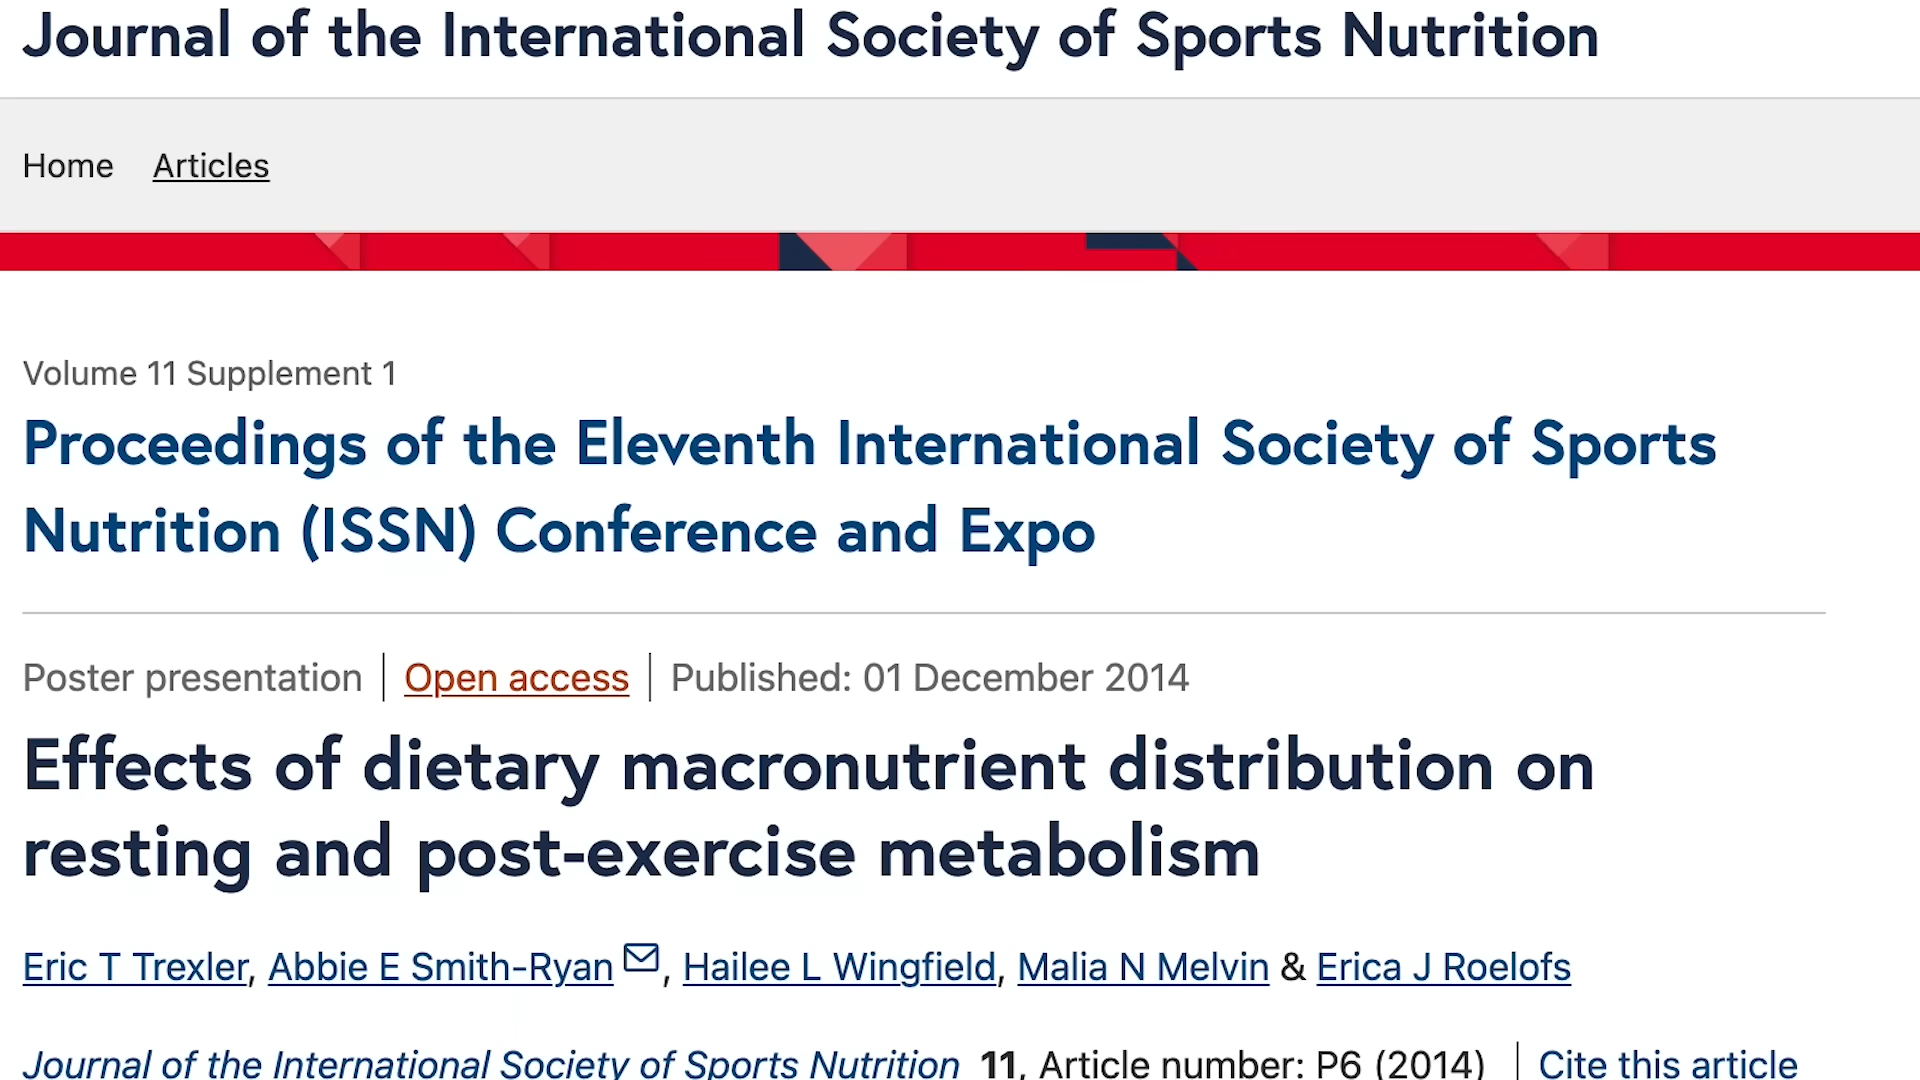 Journal of the International Society of Sports Nutrition
Home Articles
Volume 11 Supplement 1
Proceedings of the Eleventh International Society of Sports
Nutrition (ISSN) Conference and Expo
Poster presentation | Open access | Published: 01 December 2014
Effects of dietary macronutrient distribution on
resting and post-exercise metabolism
Eric T Trexler, Abbie E Smith-Ryan, Hailee L Wingfield, Malia N Melvin & Erica J Roelofs
Journal of the International Society of Sports Nutrition 11, Article number: P6 (2014) | Cite this article